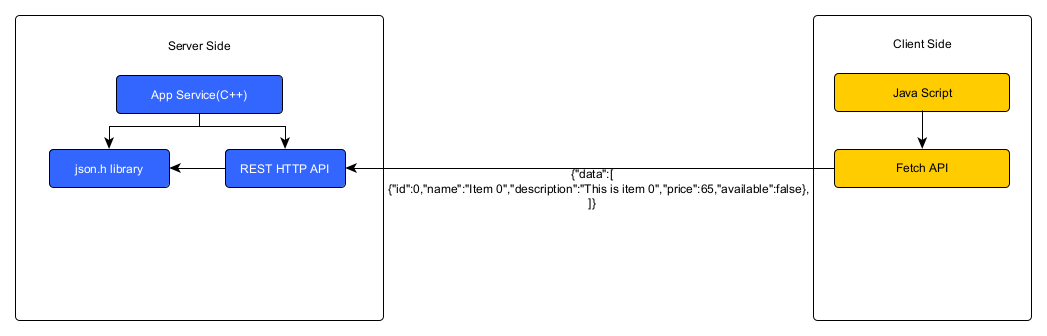 Server Side
Client Side
App Service(C++)
Java Script
json.h library
REST HTTP API
Fetch API
{"data":[
{"id":0,"name":"Item 0","description":"This is item 0","price":65,"available":false},
]}